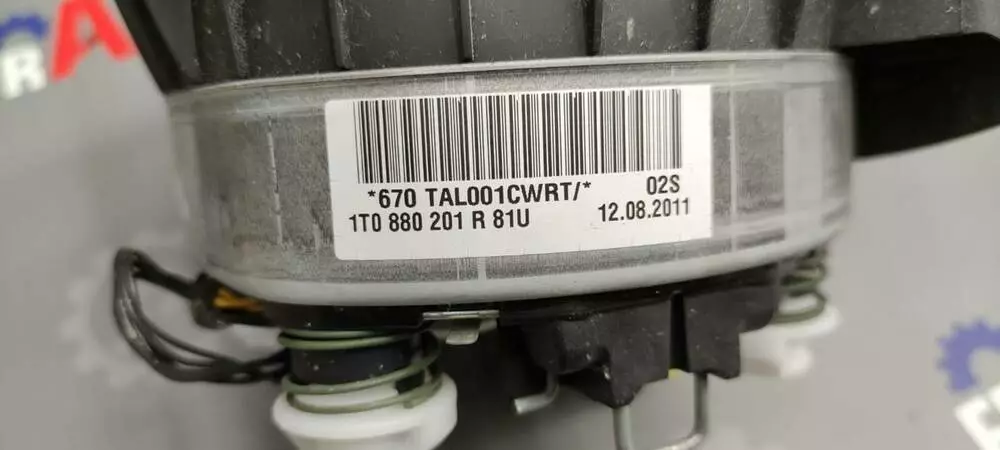 *670 TAL001CWRT/* 02S
1T0 880 201 R 81U 12.08.2011